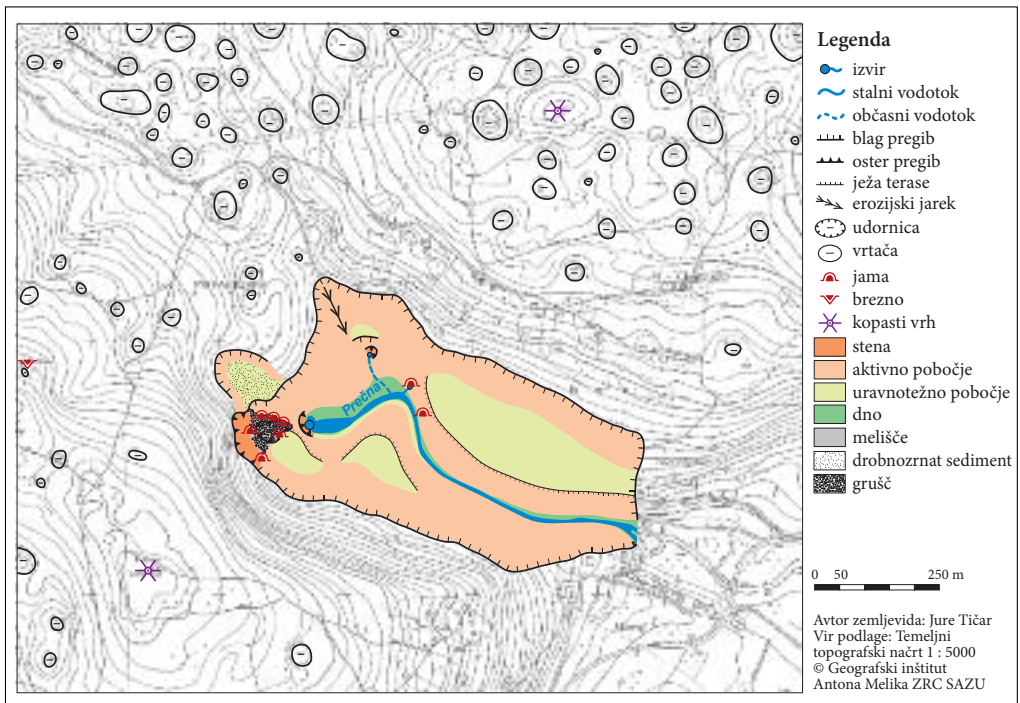 Prečna
Legenda
izvir
stalni vodotok
občasni vodotok
blag pregib
oster pregib
ježa terase
erozijski jarek
udornica
vrtača
jama
brezno
kopasti vrh
stena
aktivno pobočje
uravnotežno pobočje
dno
melišče
drobnozrnat sediment
grušč
0 50 250 m
Avtor zemljevida: Jure Tičar
Vir podlage: Temeljni
topografski načrt 1 : 5000
© Geografski inštitut
Antona Melika ZRC SAZU